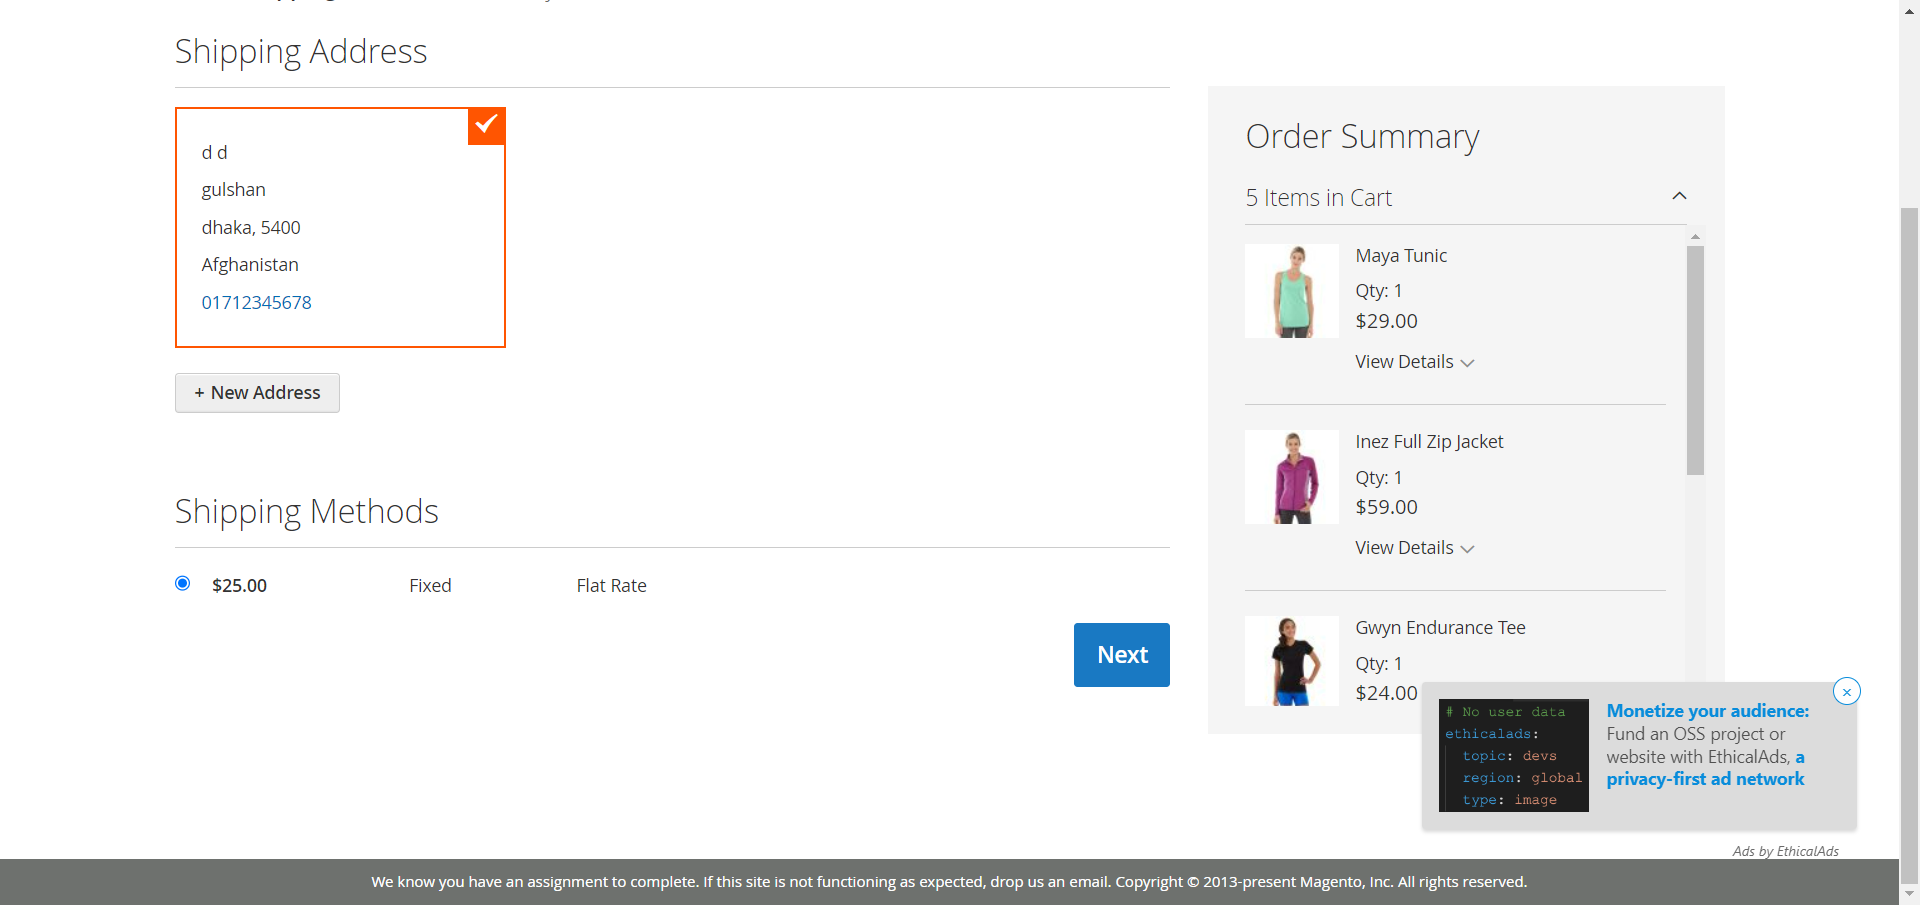 Shipping Address
d d
gulshan
dhaka, 5400
Afghanistan
01712345678
+ New Address
Shipping Methods
$25.00 Fixed Flat Rate
Next
Order Summary
5 Items in Cart
Maya Tunic
Qty: 1
$29.00
View Details
Inez Full Zip Jacket
Qty: 1
$59.00
View Details
Gwyn Endurance Tee
Qty: 1
$24.00
# No user data
ethicalads:
topic: devs
region: global
type: image
Monetize your audience:
Fund an OSS project or
website with EthicalAds, a
privacy-first ad network
Ads by EthicalAds
We know you have an assignment to complete. If this site is not functioning as expected, drop us an email. Copyright © 2013-present Magento, Inc. All rights reserved.